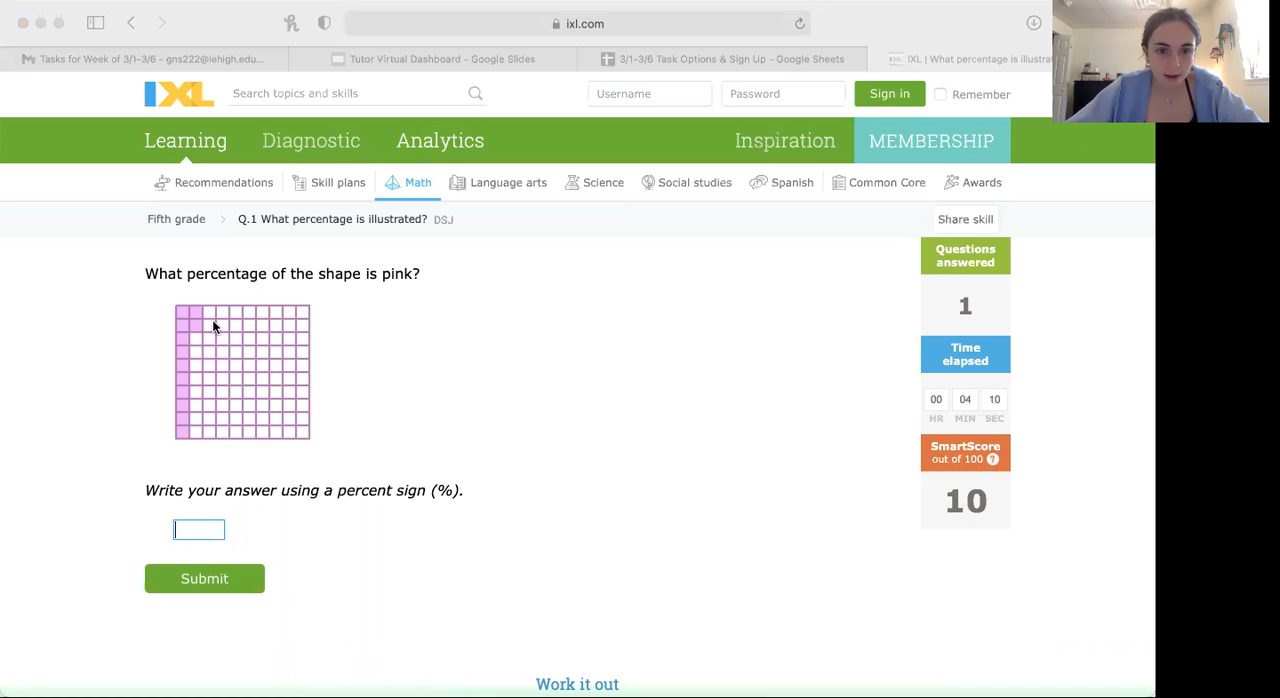 ixl.com
Tasks for Week of 3/1-3/6 - gns222@lehigh.edu...
Tutor Virtual Dashboard - Google Slides
3/1-3/6 Task Options & Sign Up - Google Sheets
IXL | What percentage is illustra
IXL
Search topics and skills
Username
Password
Sign in
Remember
Learning
Diagnostic
Analytics
Inspiration
MEMBERSHIP
Recommendations
Skill plans
Math
Language arts
Science
Social studies
Spanish
Common Core
Awards
Fifth grade > Q.1 What percentage is illustrated? DSJ
Share skill
What percentage of the shape is pink?
Write your answer using a percent sign (%).
Submit
Questions
answered
1
Time
elapsed
00 04 10
HR MIN SEC
SmartScore
out of 100 ?
10
Work it out